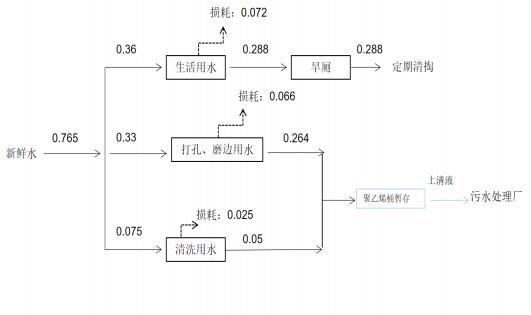 损耗：0.072
0.36
生活用水
0.288
旱厕
0.288
定期清掏
损耗：0.066
新鲜水
0.765
0.33
打孔、磨边用水
0.264
聚乙烯桶暂存
上清液
污水处理厂
损耗：0.025
0.075
清洗用水
0.05